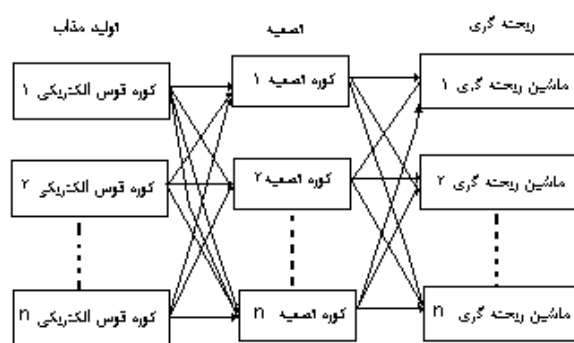 ریخته گری
تصفیه
تولید مذاب
ماشین ریخته گری ۱
کوره تصفیه ۱
کوره قوس الکتریکی ۱
ماشین ریخته گری ۲
کوره تصفیه ۲
کوره قوس الکتریکی ۲
ماشین ریخته گری n
کوره تصفیه n
کوره قوس الکتریکی n